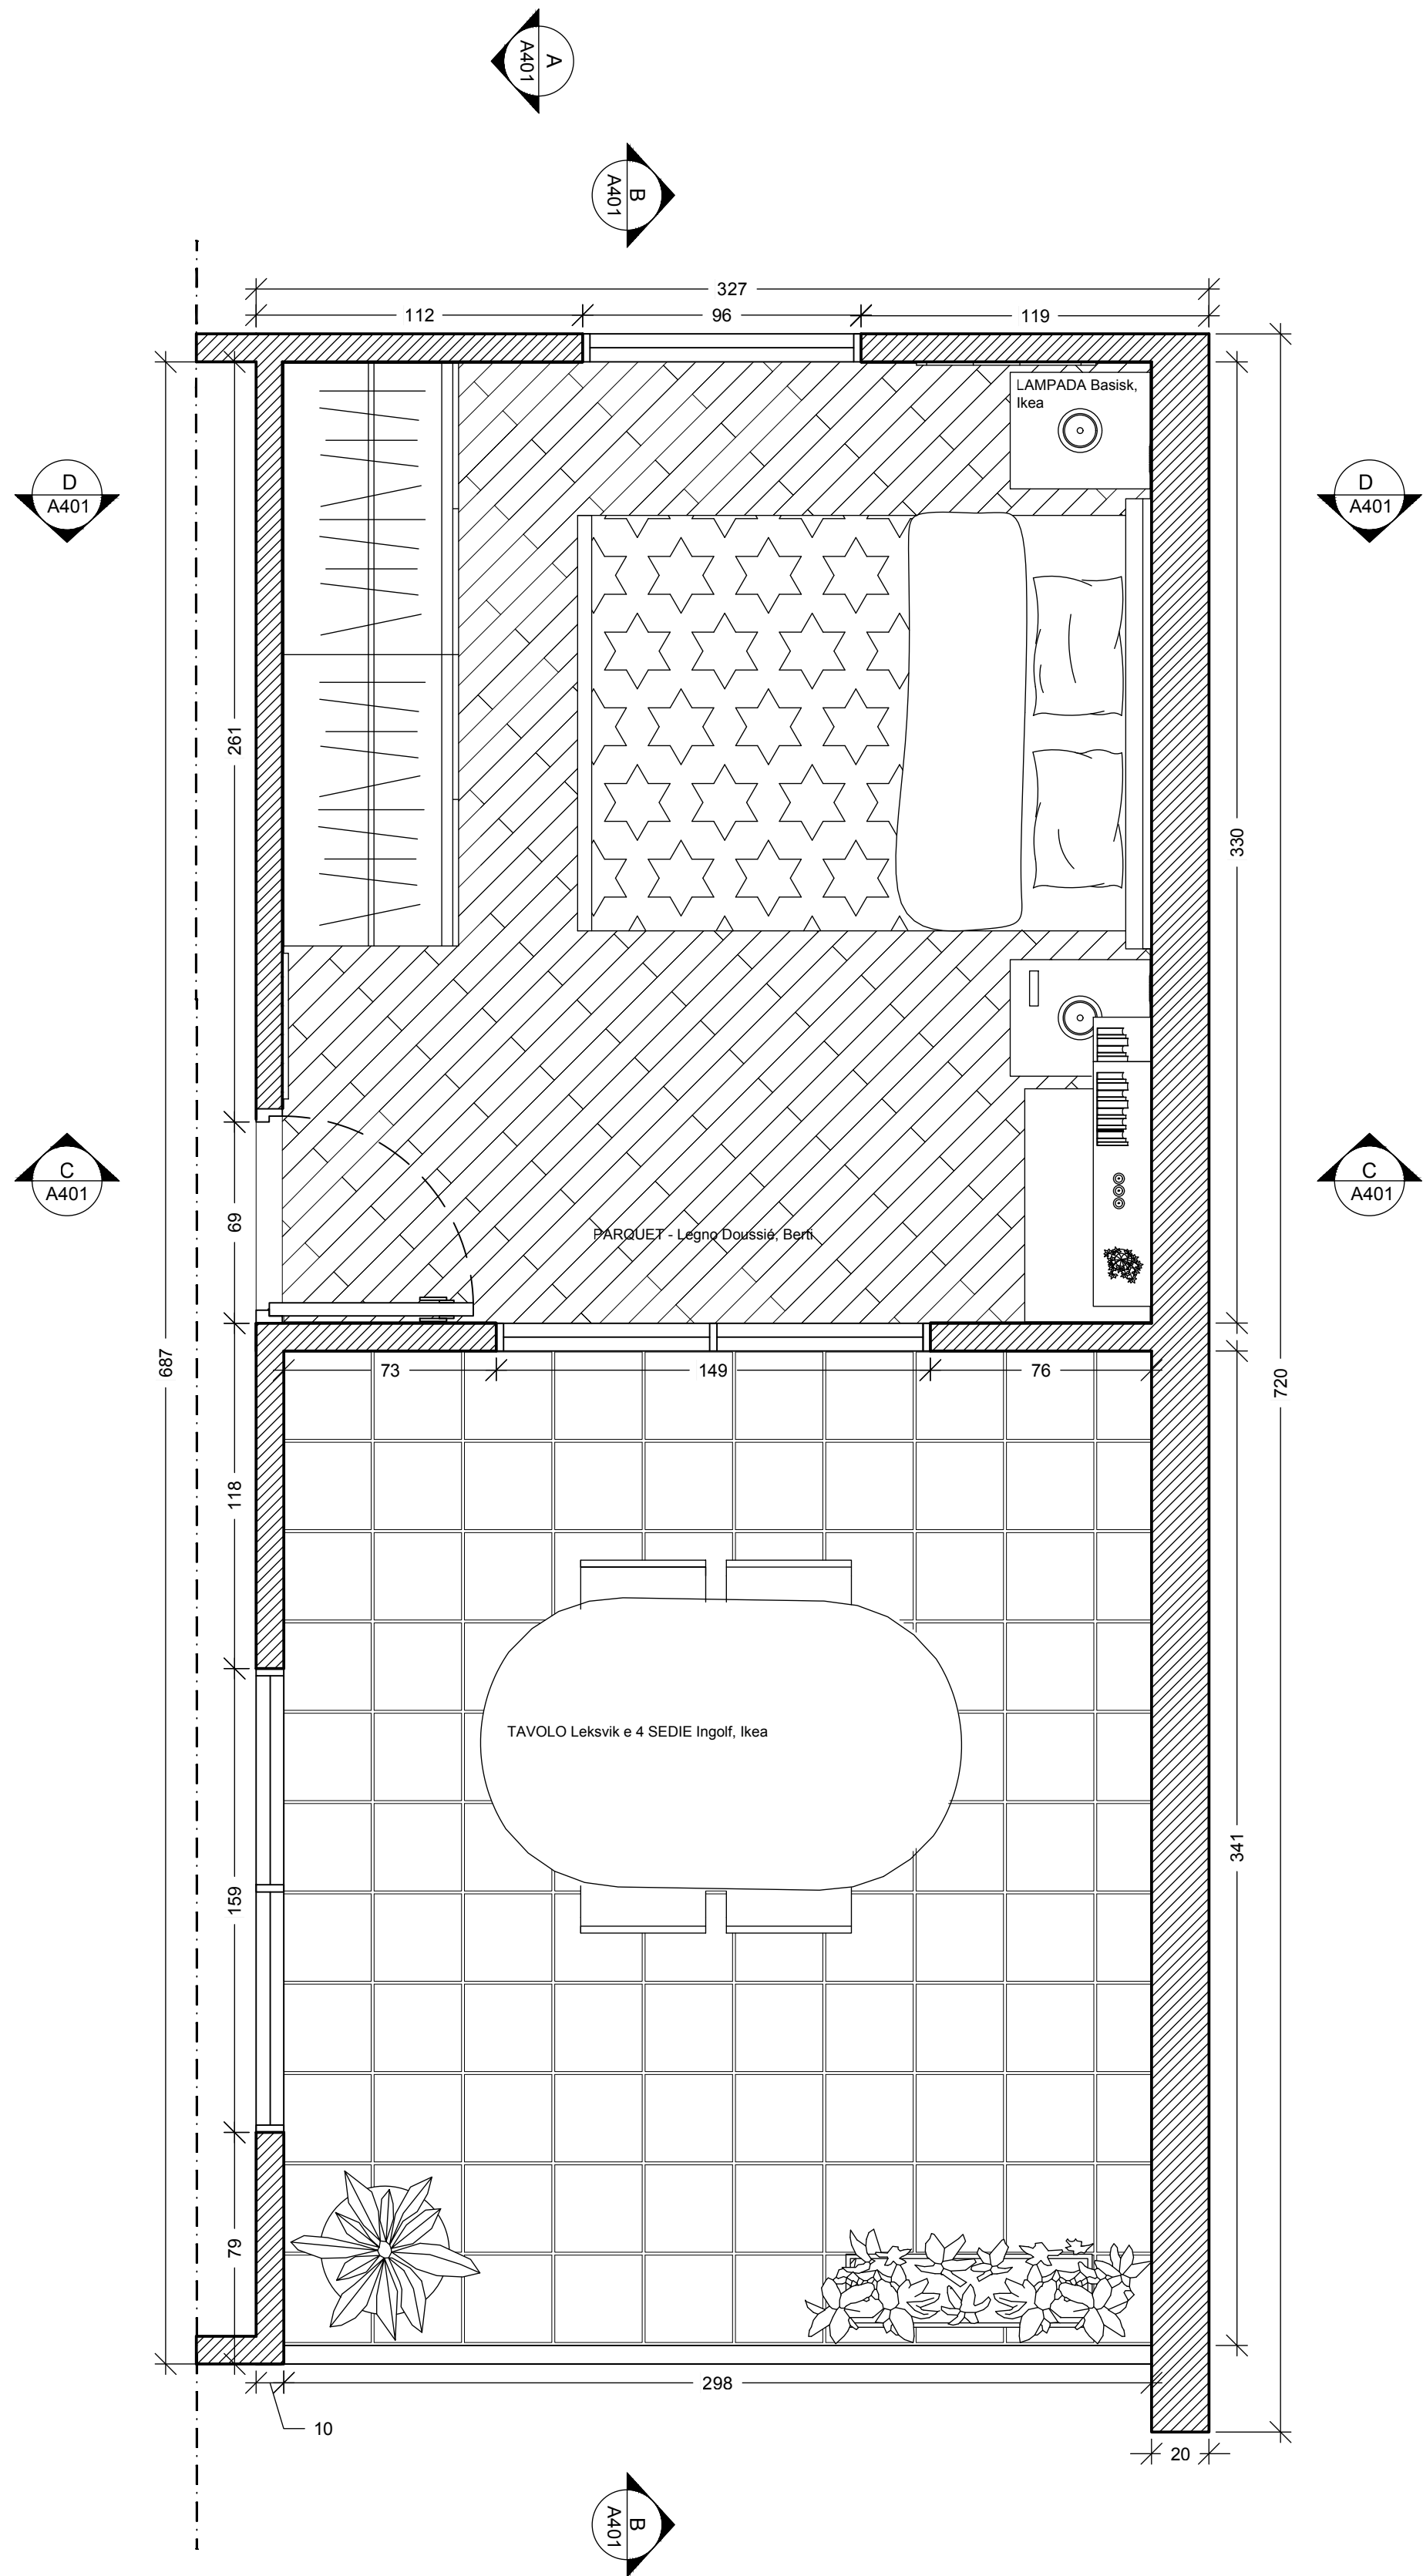 A
A401
B
A401
327
112
96
119
LAMPADA Basisk,
Ikea
D
A401
D
A401
261
330
C
A401
C
A401
69
PARQUET - Legno Doussié, Berti
687
720
73
149
76
118
TAVOLO Leksvik e 4 SEDIE Ingolf, Ikea
341
159
79
298
10
20
B
A401